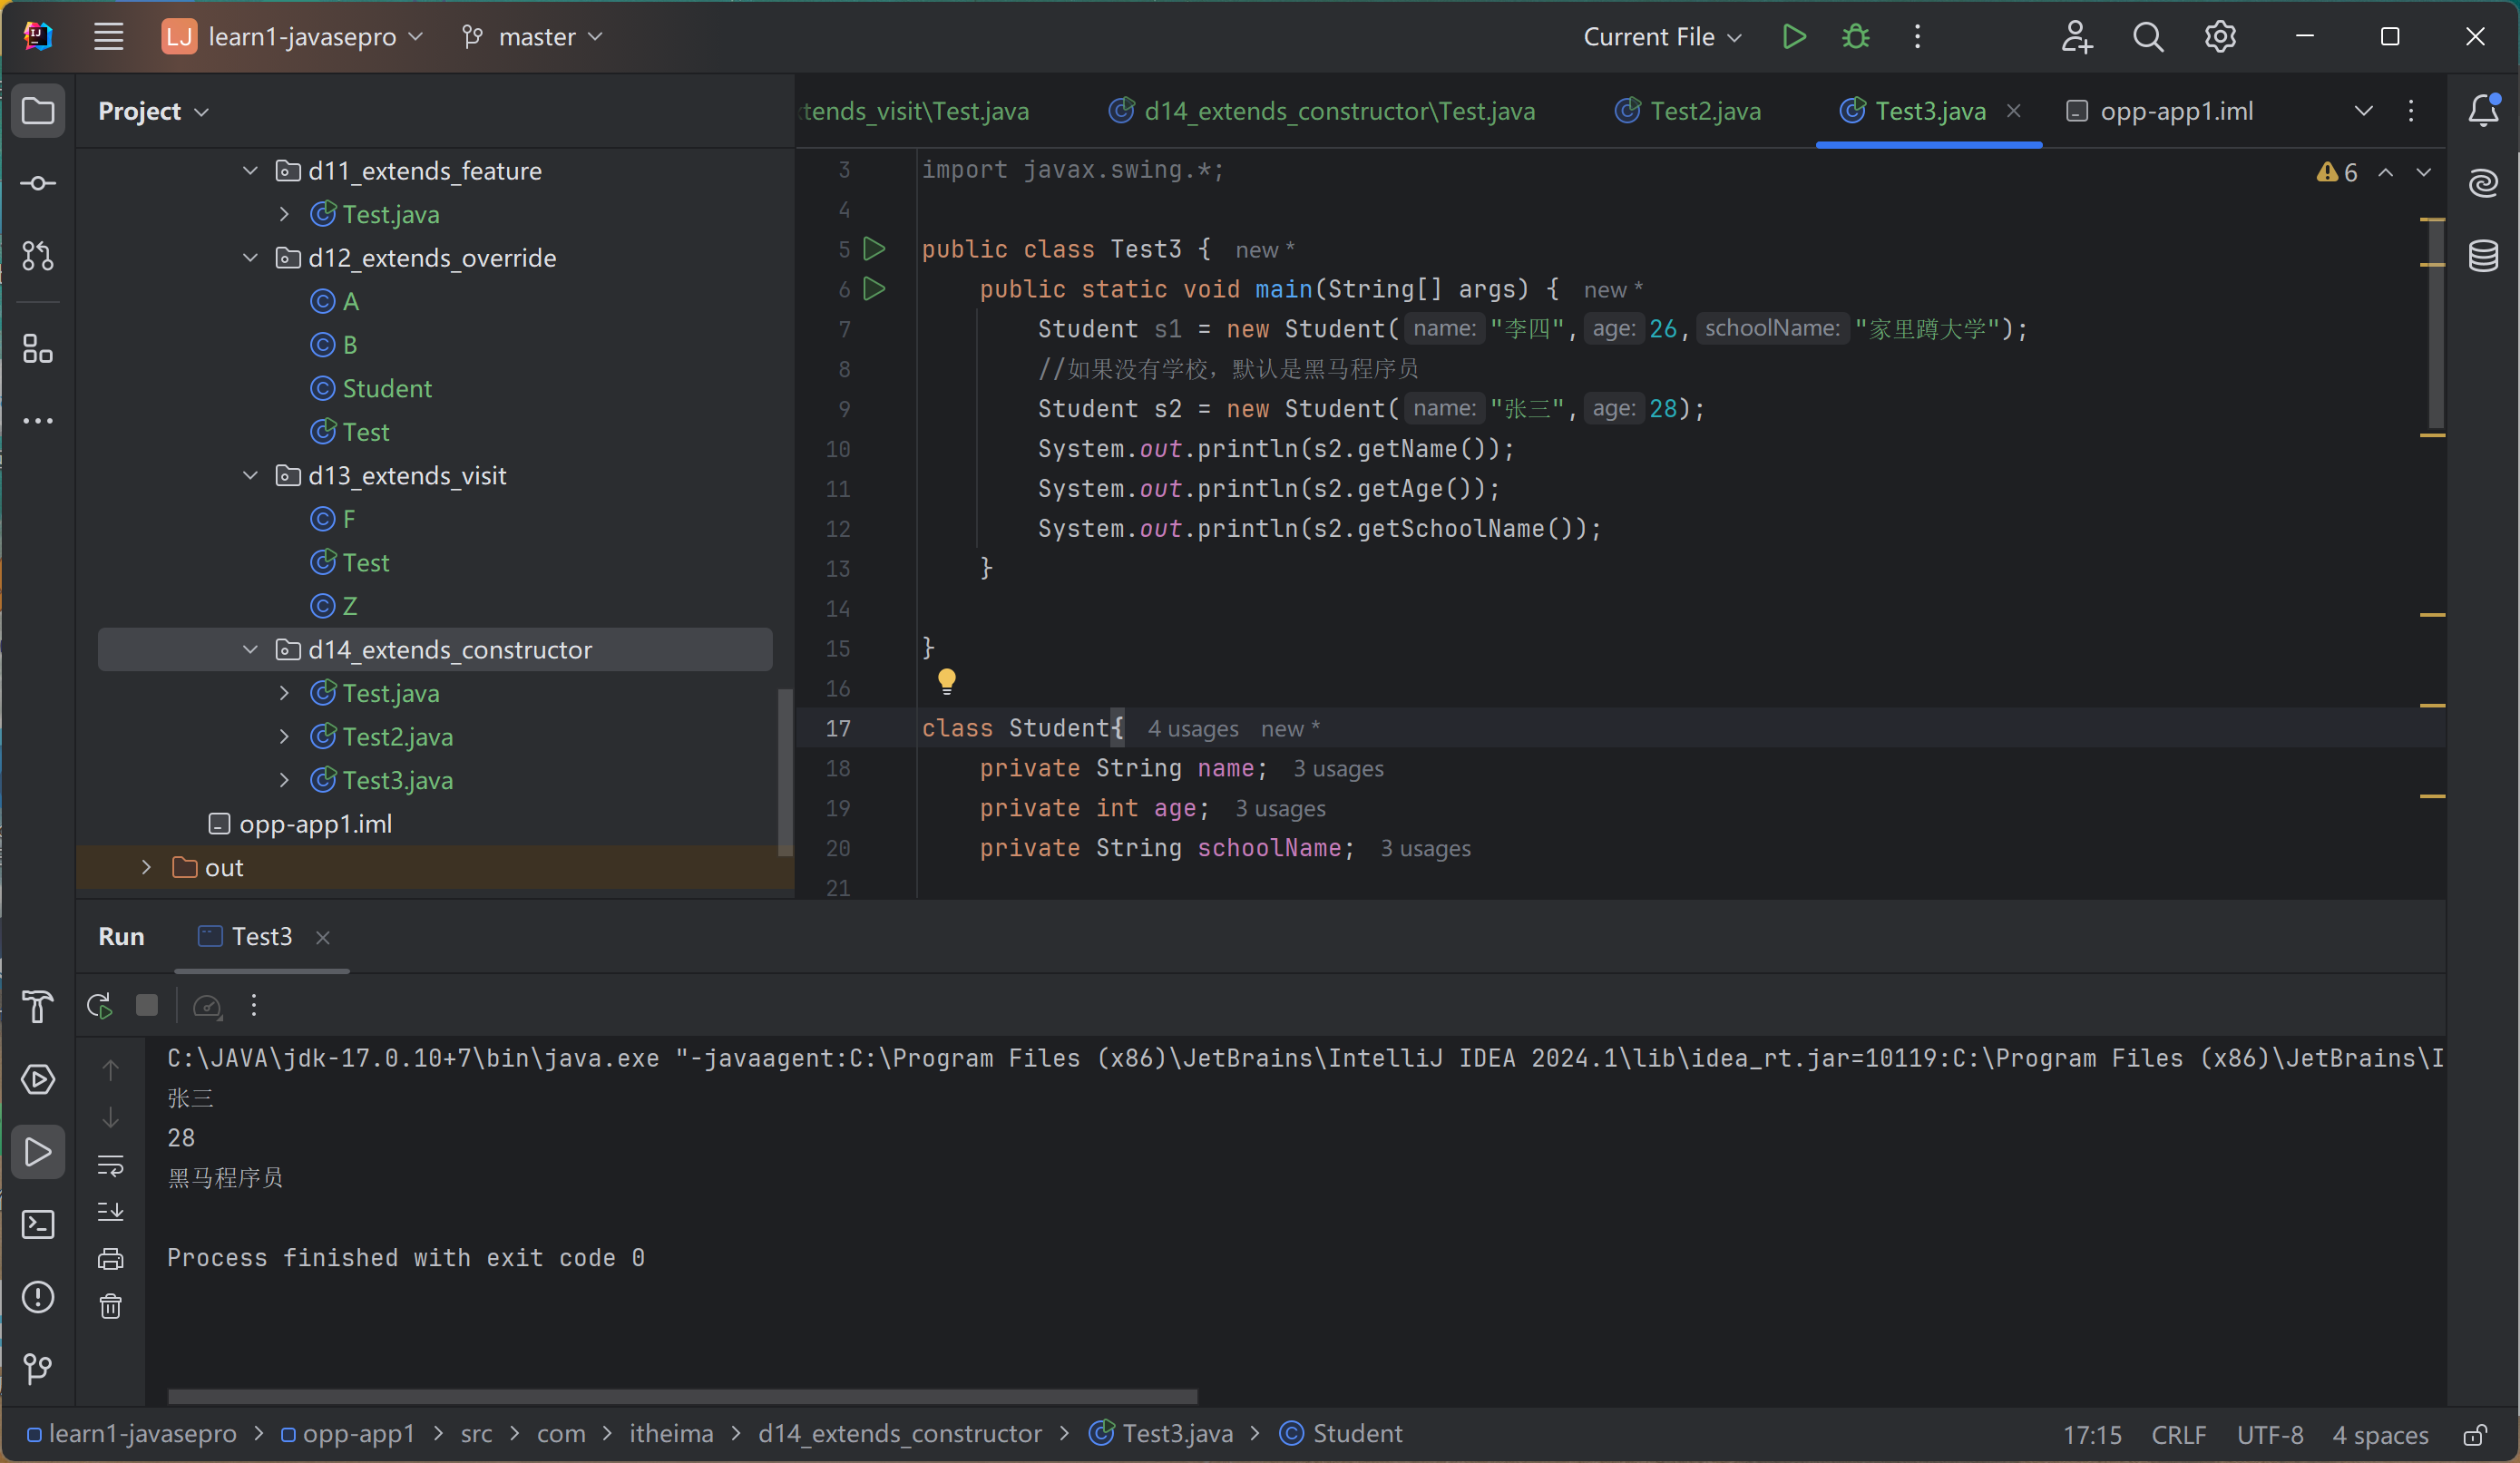 LJ learn1-javasepro master Current File
Project
tends_visit\Test.java d14_extends_constructor\Test.java Test2.java Test3.java opp-app1.iml
d11_extends_feature
Test.java
d12_extends_override
A
B
Student
Test
d13_extends_visit
F
Test
Z
d14_extends_constructor
Test.java
Test2.java
Test3.java
opp-app1.iml
out
6
3 import javax.swing.*;
4
5 public class Test3 { new *
6 public static void main(String[] args) { new *
7 Student s1 = new Student( name: "李四", age: 26, schoolName: "家里蹲大学");
8 //如果没有学校，默认是黑马程序员
9 Student s2 = new Student( name: "张三", age: 28);
10 System.out.println(s2.getName());
11 System.out.println(s2.getAge());
12 System.out.println(s2.getSchoolName());
13 }
14
15 }
16
17 class Student{ 4 usages new *
18 private String name; 3 usages
19 private int age; 3 usages
20 private String schoolName; 3 usages
21
Run Test3
C:\JAVA\jdk-17.0.10+7\bin\java.exe "-javaagent:C:\Program Files (x86)\JetBrains\IntelliJ IDEA 2024.1\lib\idea_rt.jar=10119:C:\Program Files (x86)\JetBrains\I
张三
28
黑马程序员
Process finished with exit code 0
learn1-javasepro > opp-app1 > src > com > itheima > d14_extends_constructor > Test3.java > Student 17:15 CRLF UTF-8 4 spaces